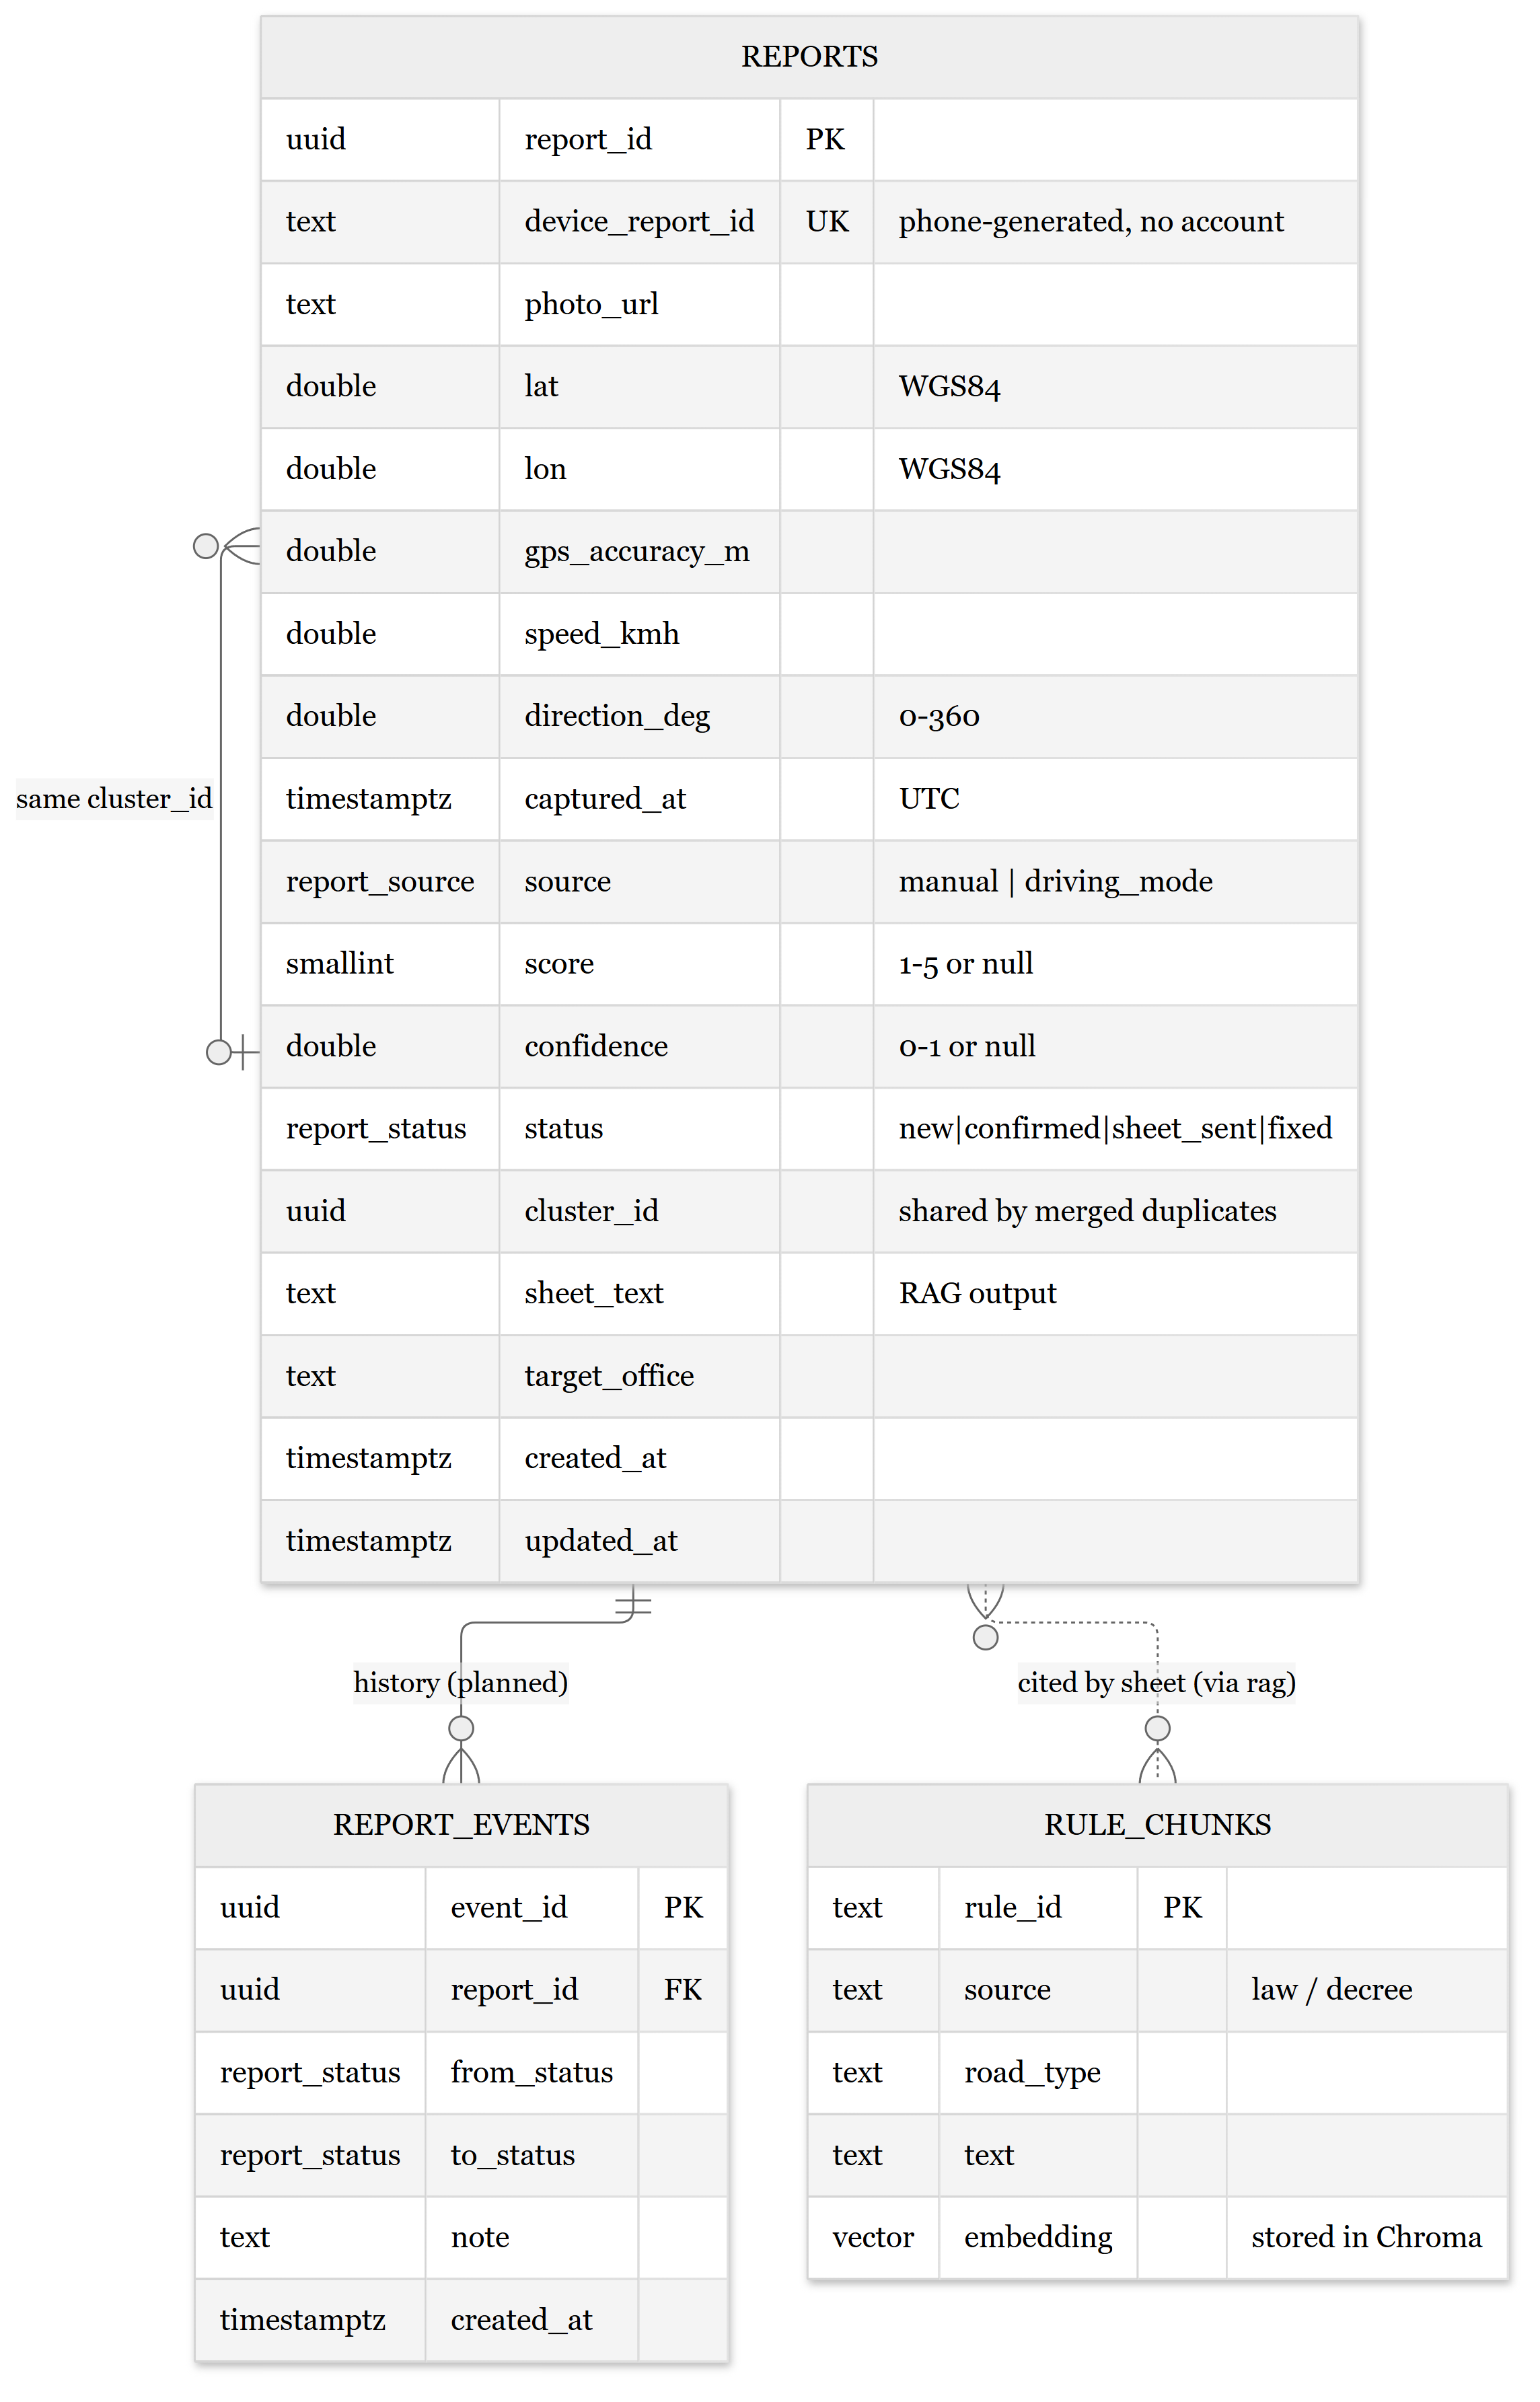 REPORTS
uuid report_id PK
text device_report_id UK phone-generated, no account
text photo_url
double lat WGS84
double lon WGS84
double gps_accuracy_m
double speed_kmh
double direction_deg 0-360
same cluster_id
timestamptz captured_at UTC
report_source source manual | driving_mode
smallint score 1-5 or null
double confidence 0-1 or null
report_status status new|confirmed|sheet_sent|fixed
uuid cluster_id shared by merged duplicates
text sheet_text RAG output
text target_office
timestamptz created_at
timestamptz updated_at
history (planned)
cited by sheet (via rag)
REPORT_EVENTS
uuid event_id PK
uuid report_id FK
report_status from_status
report_status to_status
text note
timestamptz created_at
RULE_CHUNKS
text rule_id PK
text source law / decree
text road_type
text text
vector embedding stored in Chroma